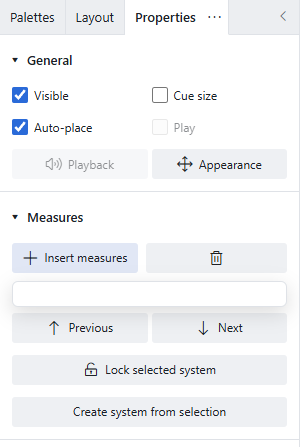 Palettes Layout Properties ...
General
Visible Cue size
Auto-place Play
Playback Appearance
Measures
Insert measures
Previous Next
Lock selected system
Create system from selection